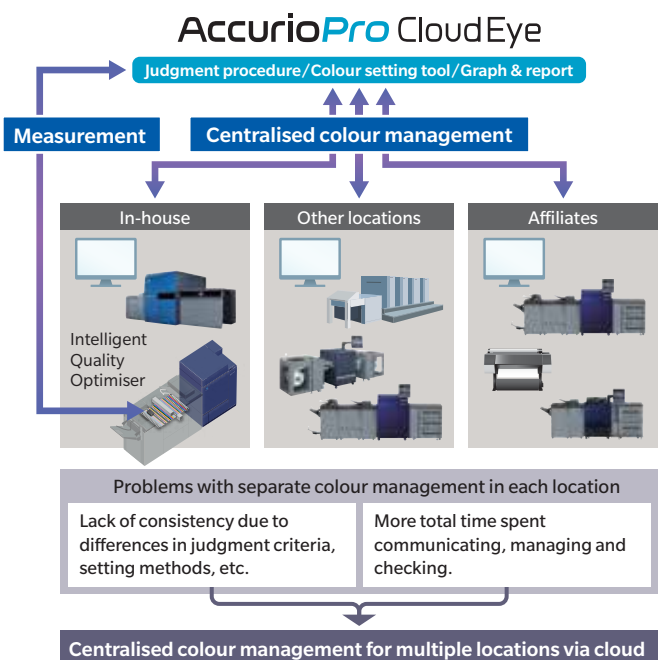 AccurioPro CloudEye
Judgment procedure/Colour setting tool/Graph & report
Measurement
Centralised colour management
In-house
Other locations
Affiliates
Intelligent
Quality
Optimiser
Problems with separate colour management in each location
Lack of consistency due to
differences in judgment criteria,
setting methods, etc.
More total time spent
communicating, managing and
checking.
Centralised colour management for multiple locations via cloud